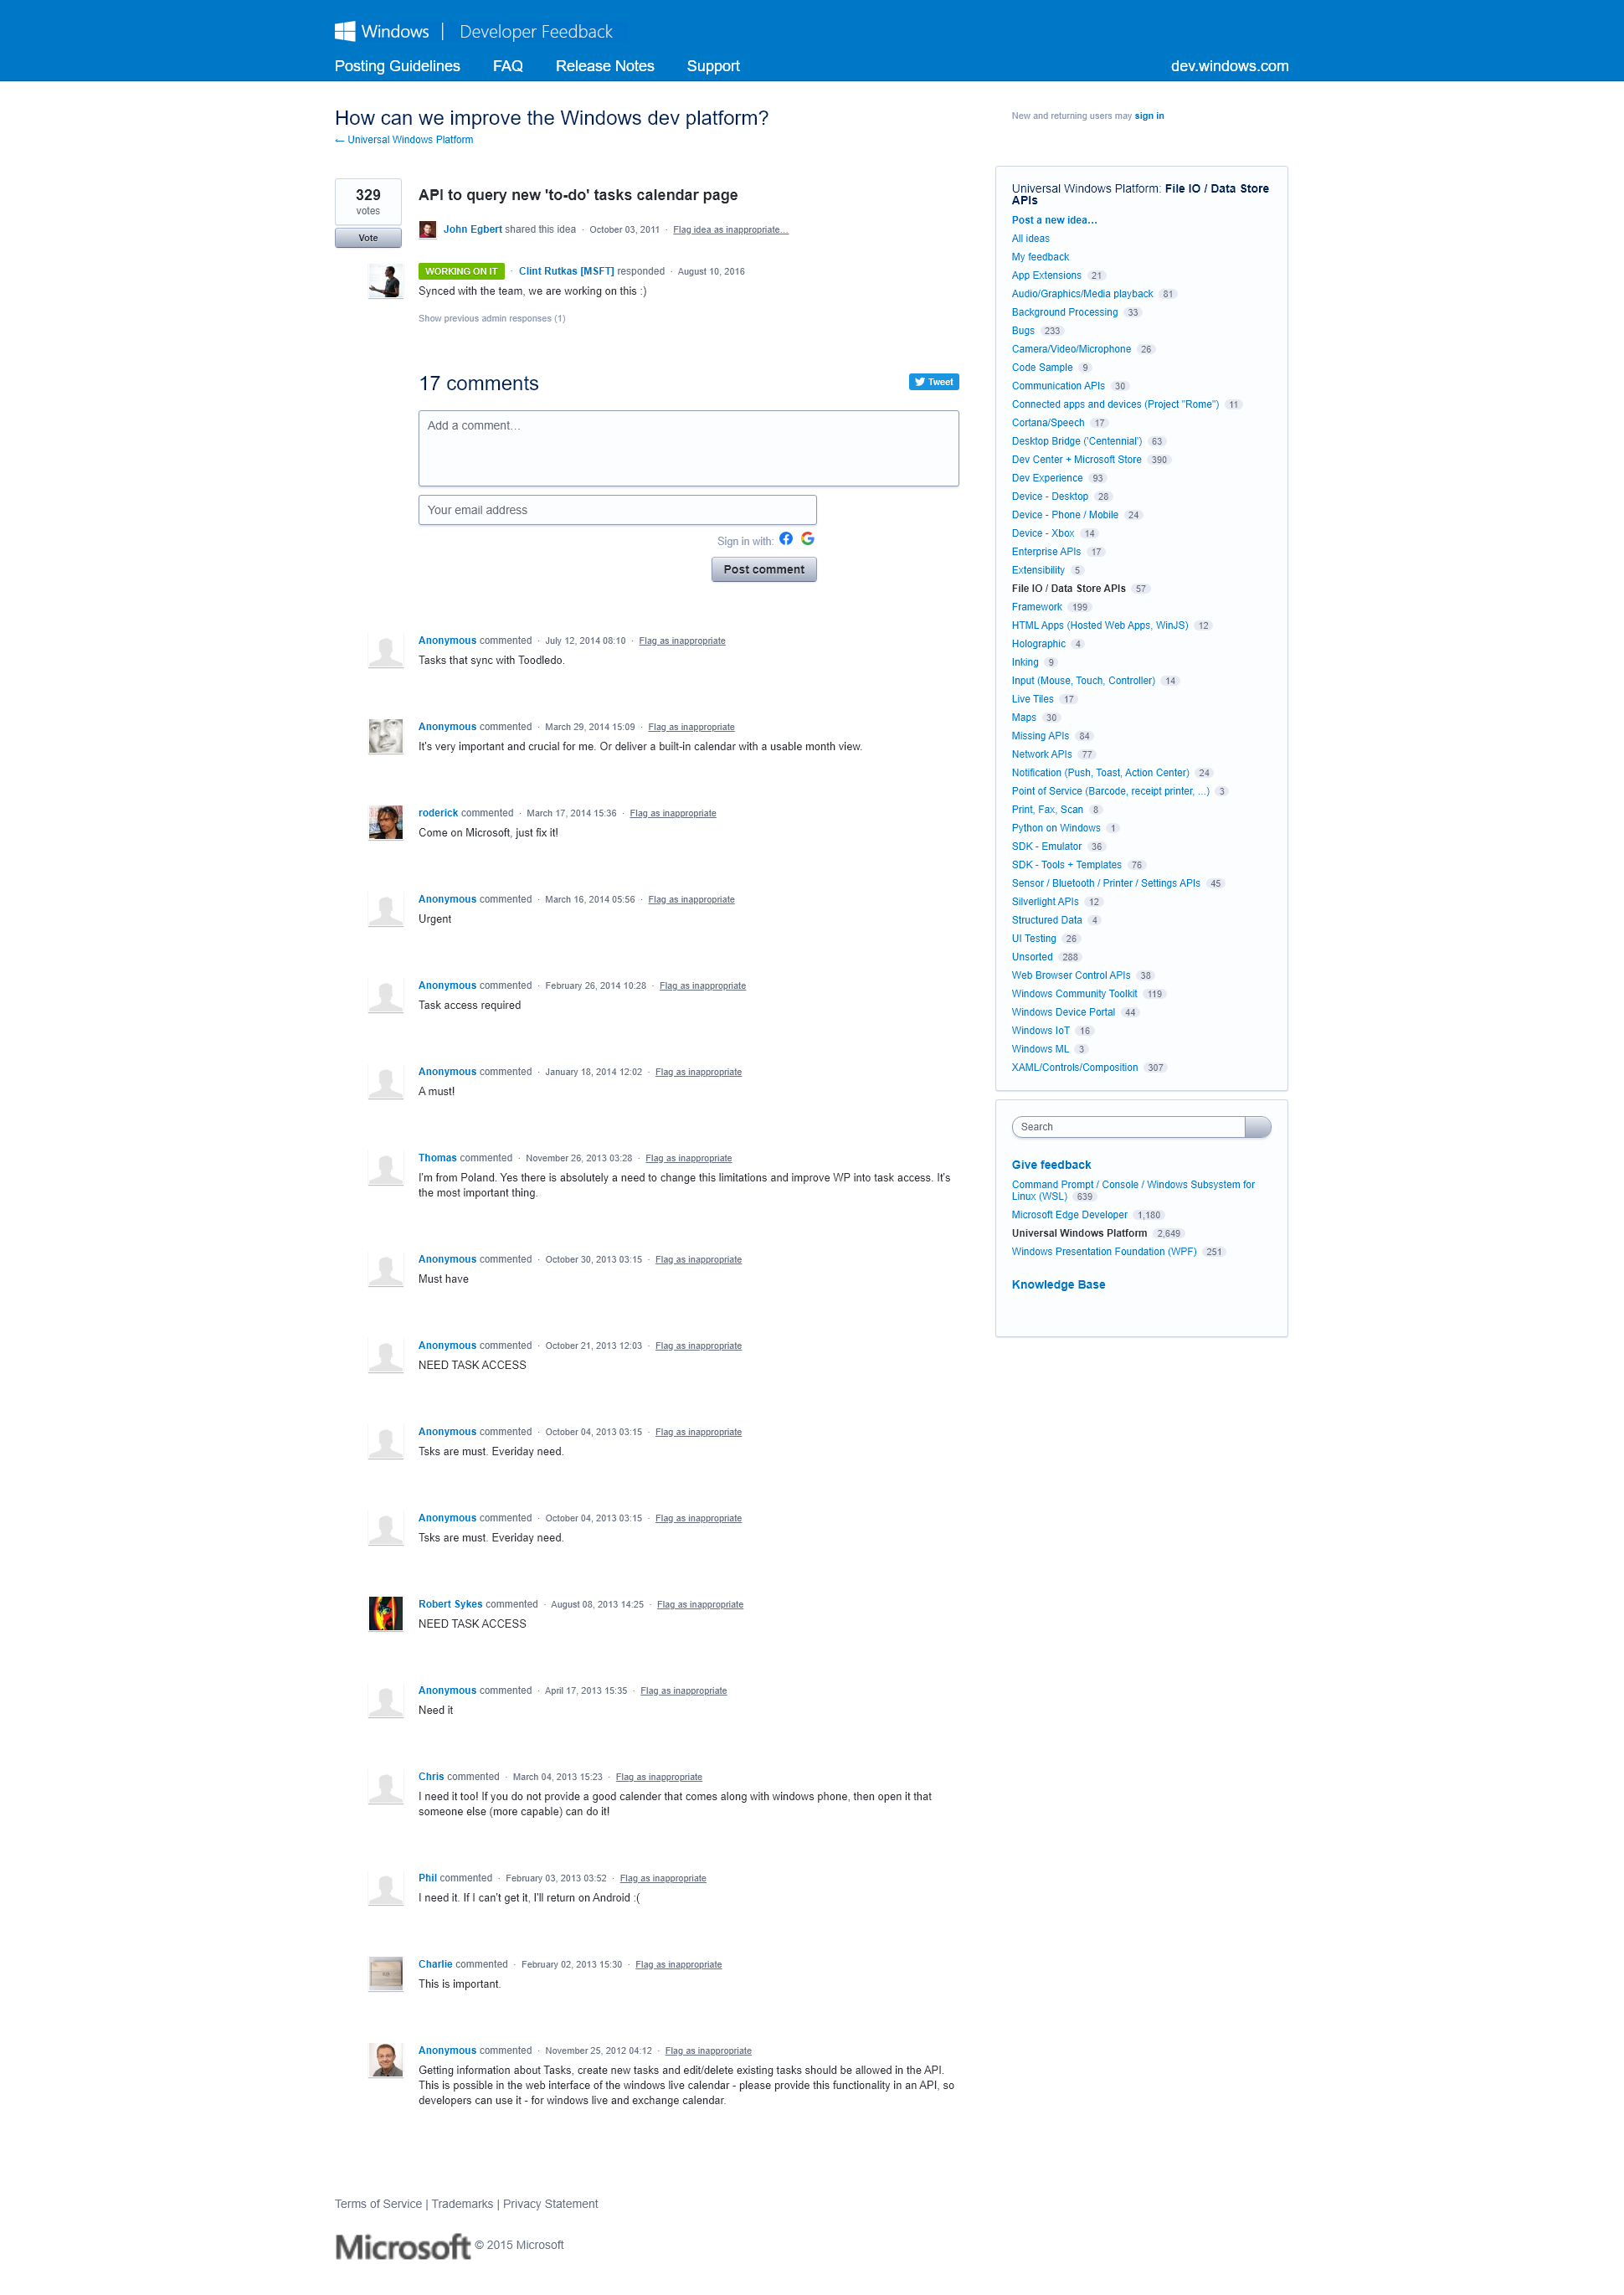 Windows | Developer Feedback
Posting Guidelines FAQ Release Notes Support dev.windows.com
How can we improve the Windows dev platform?
← Universal Windows Platform
New and returning users may sign in
329
votes
Vote
API to query new 'to-do' tasks calendar page
John Egbert shared this idea · October 03, 2011 · Flag idea as inappropriate…
WORKING ON IT · Clint Rutkas [MSFT] responded · August 10, 2016
Synced with the team, we are working on this :)
Show previous admin responses (1)
17 comments
Tweet
Add a comment…
Your email address
Sign in with:
Post comment
Anonymous commented · July 12, 2014 08:10 · Flag as inappropriate
Tasks that sync with Toodledo.
Anonymous commented · March 29, 2014 15:09 · Flag as inappropriate
It's very important and crucial for me. Or deliver a built-in calendar with a usable month view.
roderick commented · March 17, 2014 15:36 · Flag as inappropriate
Come on Microsoft, just fix it!
Anonymous commented · March 16, 2014 05:56 · Flag as inappropriate
Urgent
Anonymous commented · February 26, 2014 10:28 · Flag as inappropriate
Task access required
Anonymous commented · January 18, 2014 12:02 · Flag as inappropriate
A must!
Thomas commented · November 26, 2013 03:28 · Flag as inappropriate
I'm from Poland. Yes there is absolutely a need to change this limitations and improve WP into task access. It's
the most important thing.
Anonymous commented · October 30, 2013 03:15 · Flag as inappropriate
Must have
Anonymous commented · October 21, 2013 12:03 · Flag as inappropriate
NEED TASK ACCESS
Anonymous commented · October 04, 2013 03:15 · Flag as inappropriate
Tsks are must. Everiday need.
Anonymous commented · October 04, 2013 03:15 · Flag as inappropriate
Tsks are must. Everiday need.
Robert Sykes commented · August 08, 2013 14:25 · Flag as inappropriate
NEED TASK ACCESS
Anonymous commented · April 17, 2013 15:35 · Flag as inappropriate
Need it
Chris commented · March 04, 2013 15:23 · Flag as inappropriate
I need it too! If you do not provide a good calender that comes along with windows phone, then open it that
someone else (more capable) can do it!
Phil commented · February 03, 2013 03:52 · Flag as inappropriate
I need it. If I can't get it, I'll return on Android :(
Charlie commented · February 02, 2013 15:30 · Flag as inappropriate
This is important.
Anonymous commented · November 25, 2012 04:12 · Flag as inappropriate
Getting information about Tasks, create new tasks and edit/delete existing tasks should be allowed in the API.
This is possible in the web interface of the windows live calendar - please provide this functionality in an API, so
developers can use it - for windows live and exchange calendar.
Universal Windows Platform: File IO / Data Store
APIs
Post a new idea…
All ideas
My feedback
App Extensions 21
Audio/Graphics/Media playback 81
Background Processing 33
Bugs 233
Camera/Video/Microphone 26
Code Sample 9
Communication APIs 30
Connected apps and devices (Project "Rome") 11
Cortana/Speech 17
Desktop Bridge ('Centennial') 63
Dev Center + Microsoft Store 390
Dev Experience 93
Device - Desktop 28
Device - Phone / Mobile 24
Device - Xbox 14
Enterprise APIs 17
Extensibility 5
File IO / Data Store APIs 57
Framework 199
HTML Apps (Hosted Web Apps, WinJS) 12
Holographic 4
Inking 9
Input (Mouse, Touch, Controller) 14
Live Tiles 17
Maps 30
Missing APIs 84
Network APIs 77
Notification (Push, Toast, Action Center) 24
Point of Service (Barcode, receipt printer, ...) 3
Print, Fax, Scan 8
Python on Windows 1
SDK - Emulator 36
SDK - Tools + Templates 76
Sensor / Bluetooth / Printer / Settings APIs 45
Silverlight APIs 12
Structured Data 4
UI Testing 26
Unsorted 288
Web Browser Control APIs 38
Windows Community Toolkit 119
Windows Device Portal 44
Windows IoT 16
Windows ML 3
XAML/Controls/Composition 307
Search
Give feedback
Command Prompt / Console / Windows Subsystem for
Linux (WSL) 639
Microsoft Edge Developer 1,180
Universal Windows Platform 2,649
Windows Presentation Foundation (WPF) 251
Knowledge Base
Terms of Service | Trademarks | Privacy Statement
Microsoft © 2015 Microsoft